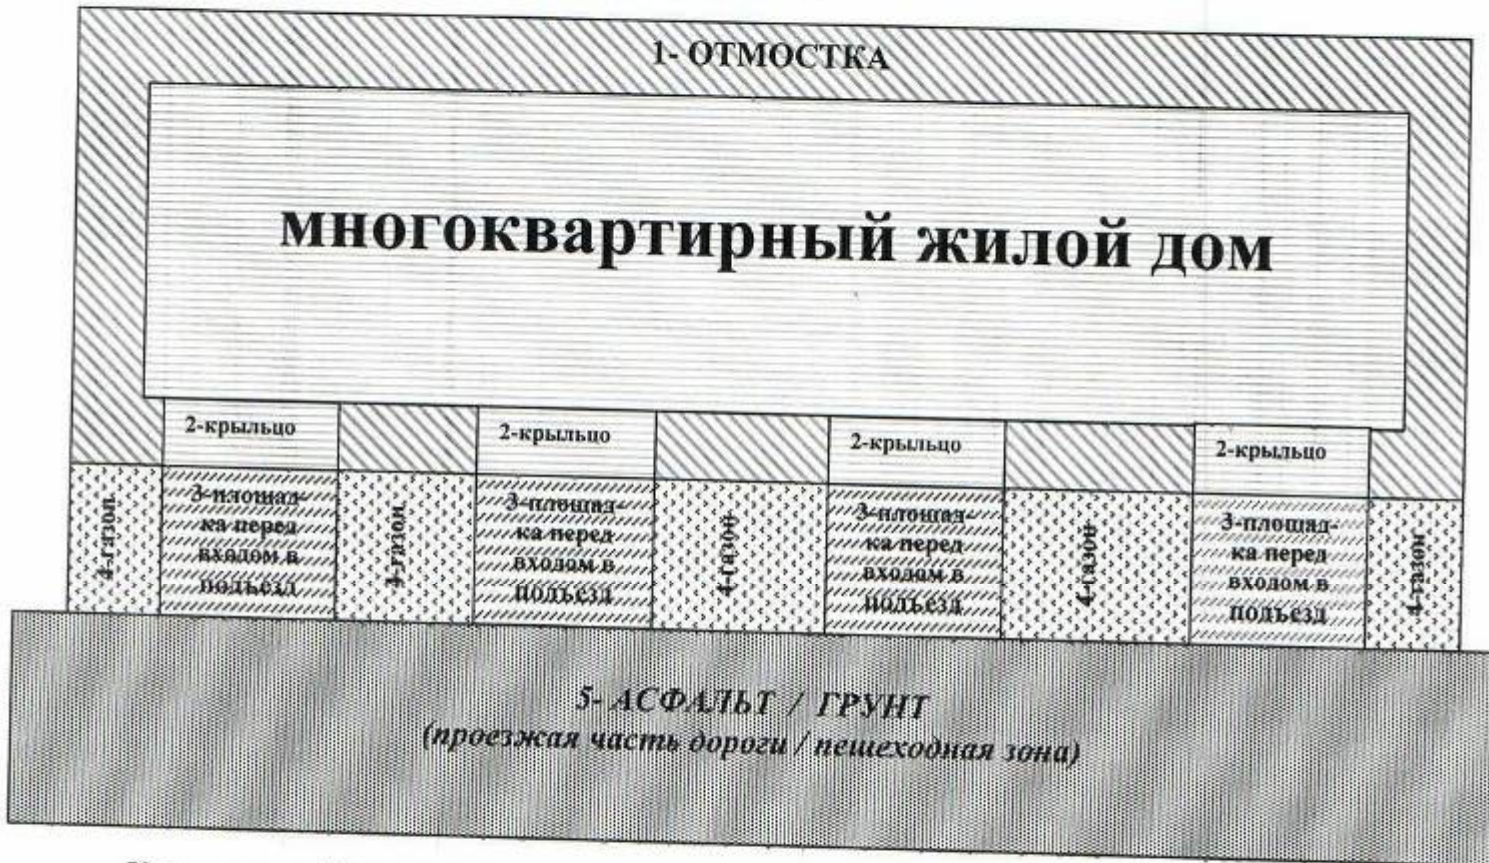 1- ОТМОСТКА
многоквартирный жилой дом
2-крыльцо
2-крыльцо
2-крыльцо
2-крыльцо
4-газон
3-площад-
ка перед
входом в
подъезд
4-газон
3-площад-
ка перед
входом в
подъезд
4-газон
3-площад-
ка перед
входом в
подъезд
4-газон
3-площад-
ка перед
входом в
подъезд
4-газон
5- АСФАЛЬТ / ГРУНТ
(проезжая часть дороги / пешеходная зона)